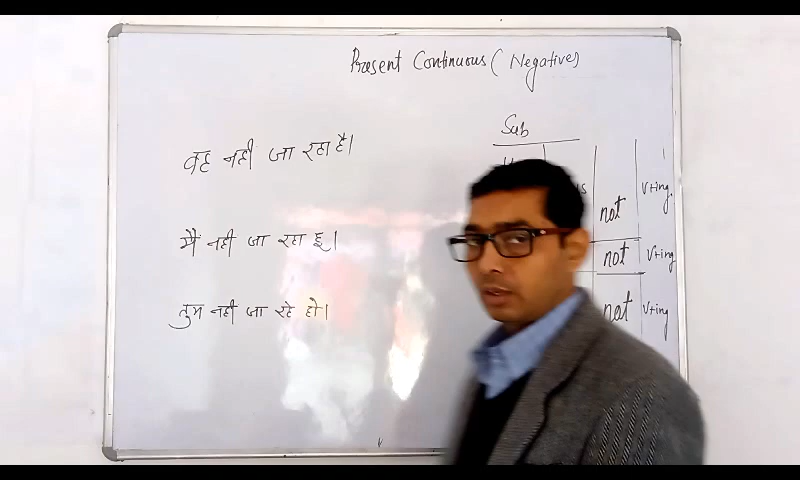 Present Continuous (Negative)
वह नही जा रहा है।
मैं नही जा रहा हू।
तुम नही जा रहे हो।
Sub
not V+ing.
not V+ing
not V+ing